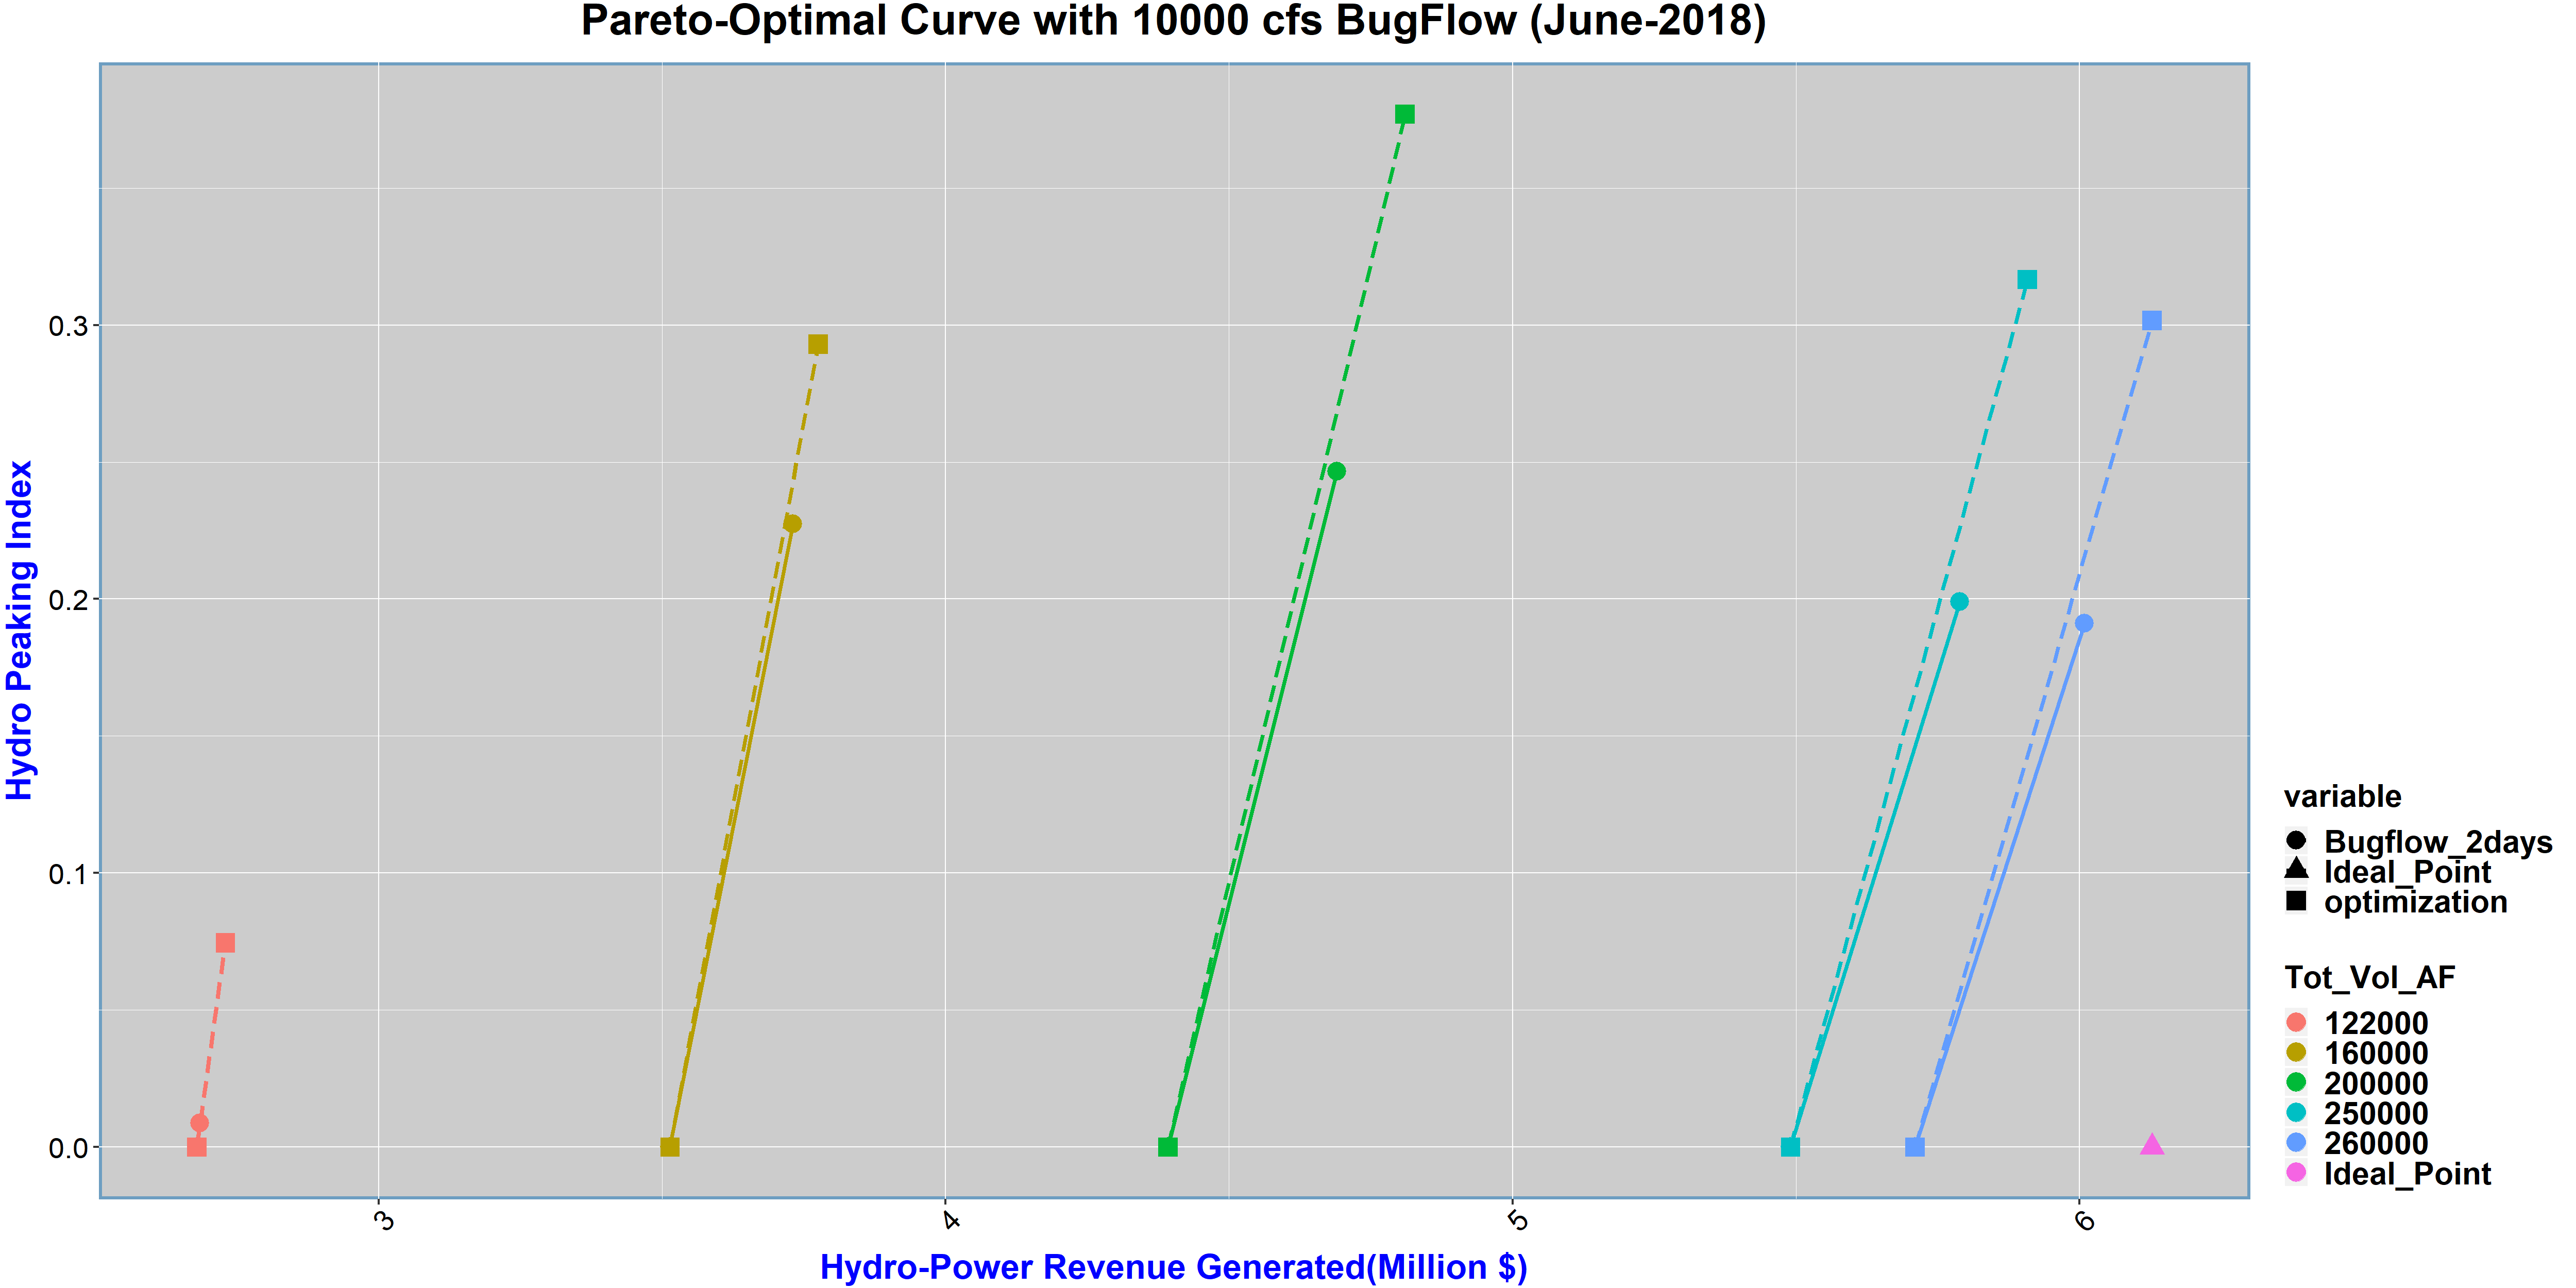 Pareto-Optimal Curve with 10000 cfs BugFlow (June-2018)
Hydro Peaking Index
0.3
0.2
0.1
0.0
3
4
5
6
Hydro-Power Revenue Generated(Million $)
variable
Bugflow_2days
Ideal_Point
optimization
Tot_Vol_AF
122000
160000
200000
250000
260000
Ideal_Point